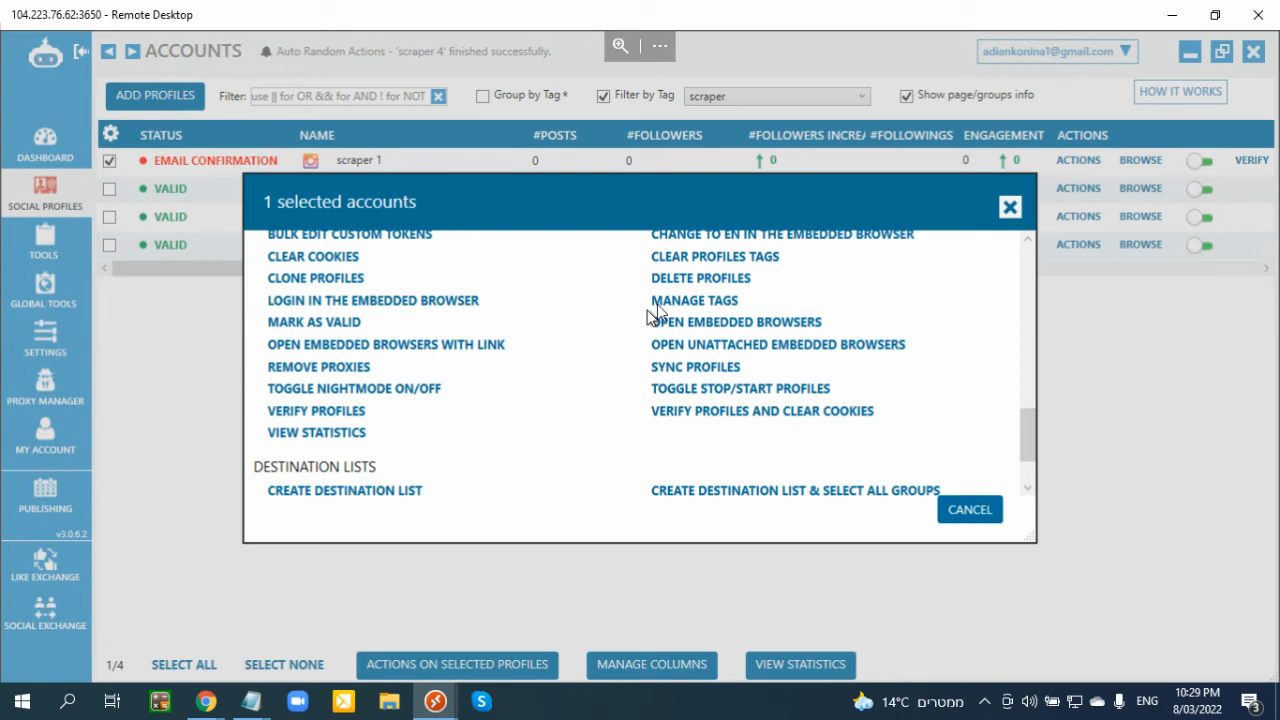 104.223.76.62:3650 - Remote Desktop
ACCOUNTS
Auto Random Actions - 'scraper 4' finished successfully.
adiankonina1@gmail.com
ADD PROFILES
Filter:
use || for OR && for AND ! for NOT
Group by Tag*
Filter by Tag
scraper
Show page/groups info
HOW IT WORKS
STATUS NAME #POSTS #FOLLOWERS #FOLLOWERS INCREA #FOLLOWINGS ENGAGEMENT ACTIONS
EMAIL CONFIRMATION scraper 1 0 0 0 0 0 ACTIONS BROWSE VERIFY
VALID ACTIONS BROWSE
VALID ACTIONS BROWSE
VALID ACTIONS BROWSE
DASHBOARD
SOCIAL PROFILES
TOOLS
GLOBAL TOOLS
SETTINGS
PROXY MANAGER
MY ACCOUNT
PUBLISHING
v3.0.6.2
LIKE EXCHANGE
SOCIAL EXCHANGE
1 selected accounts
BULK EDIT CUSTOM TOKENS CHANGE TO EN IN THE EMBEDDED BROWSER
CLEAR COOKIES CLEAR PROFILES TAGS
CLONE PROFILES DELETE PROFILES
LOGIN IN THE EMBEDDED BROWSER MANAGE TAGS
MARK AS VALID OPEN EMBEDDED BROWSERS
OPEN EMBEDDED BROWSERS WITH LINK OPEN UNATTACHED EMBEDDED BROWSERS
REMOVE PROXIES SYNC PROFILES
TOGGLE NIGHTMODE ON/OFF TOGGLE STOP/START PROFILES
VERIFY PROFILES VERIFY PROFILES AND CLEAR COOKIES
VIEW STATISTICS
DESTINATION LISTS
CREATE DESTINATION LIST CREATE DESTINATION LIST & SELECT ALL GROUPS
CANCEL
1/4 SELECT ALL SELECT NONE ACTIONS ON SELECTED PROFILES MANAGE COLUMNS VIEW STATISTICS
14°C ממטרים
ENG
10:29 PM
8/03/2022
3